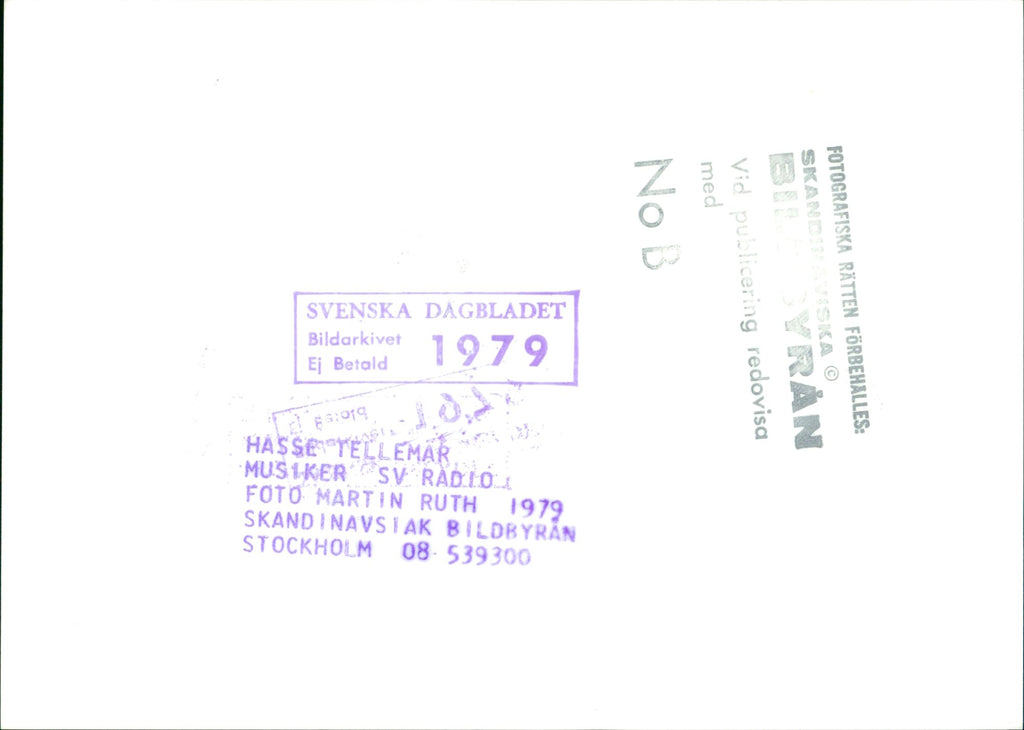 SVENSKA DAGBLADET
Bildarkivet
Ej Betald
1979
HASSE TELLEMAR
MUSIKER SV RADIO
FOTO MARTIN RUTH 1979
SKANDINAVSIAK BILDBYRÅN
STOCKHOLM 08 539300
FOTOGRAFISKA RÄTTEN FÖRBEHÅLLES:
SKANDINAVISKA ©
BILDBYRÅN
Vid publicering redovisa
med
No B